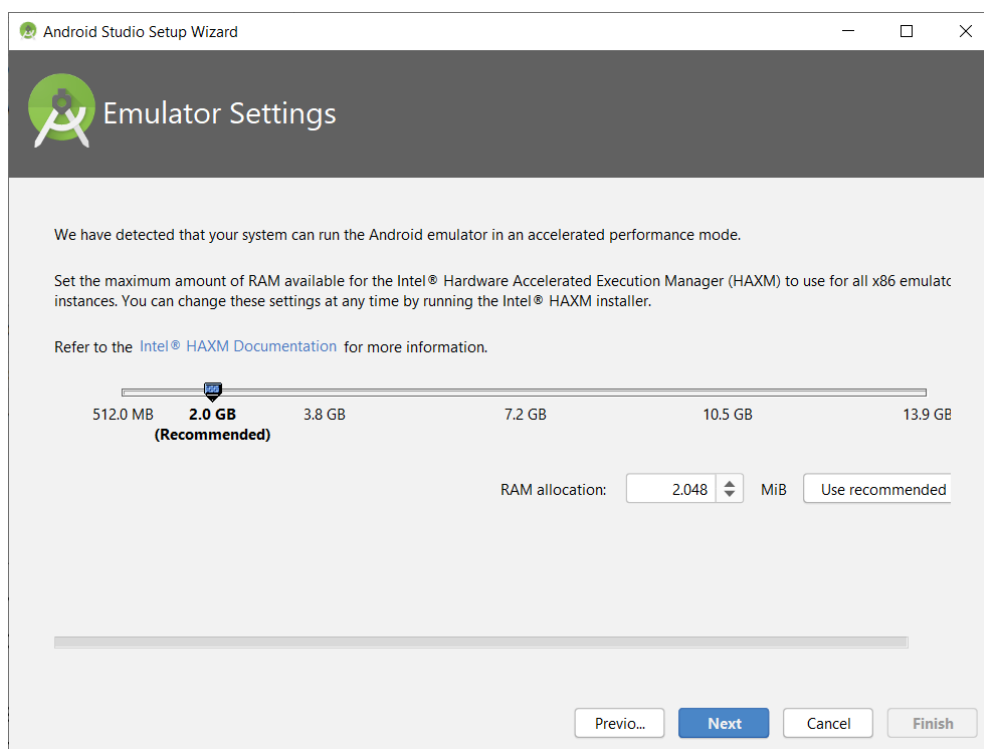 Android Studio Setup Wizard
Emulator Settings
We have detected that your system can run the Android emulator in an accelerated performance mode.
Set the maximum amount of RAM available for the Intel® Hardware Accelerated Execution Manager (HAXM) to use for all x86 emulatc
instances. You can change these settings at any time by running the Intel® HAXM installer.
Refer to the Intel® HAXM Documentation for more information.
512.0 MB 2.0 GB 3.8 GB 7.2 GB 10.5 GB 13.9 GB
(Recommended)
RAM allocation: 2.048 MiB Use recommended
Previo... Next Cancel Finish